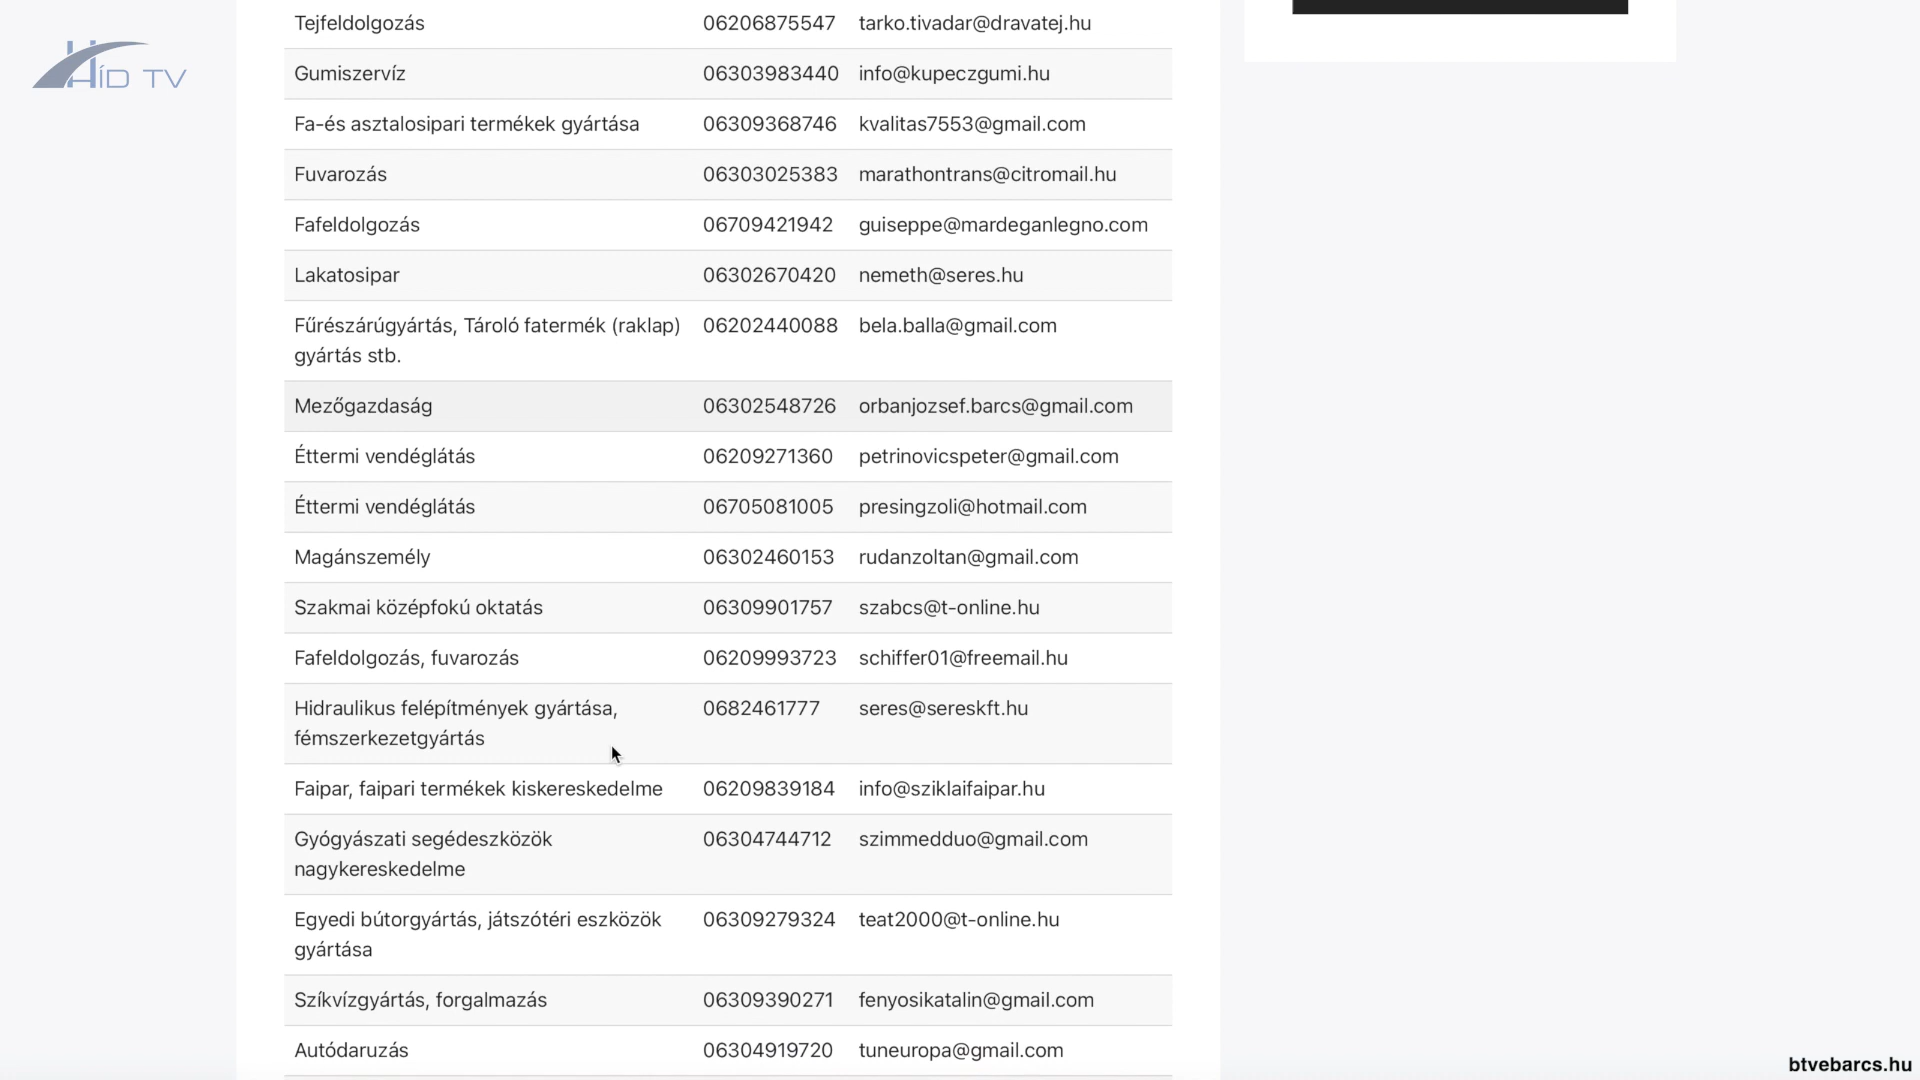 HÍD TV
Tejfeldolgozás 06206875547 tarko.tivadar@dravatej.hu
Gumiszervíz 06303983440 info@kupeczgumi.hu
Fa-és asztalosipari termékek gyártása 06309368746 kvalitas7553@gmail.com
Fuvarozás 06303025383 marathontrans@citromail.hu
Fafeldolgozás 06709421942 guiseppe@mardeganlegno.com
Lakatosipar 06302670420 nemeth@seres.hu
Fűrészárúgyártás, Tároló fatermék (raklap) 06202440088 bela.balla@gmail.com
gyártás stb.
Mezőgazdaság 06302548726 orbanjozsef.barcs@gmail.com
Éttermi vendéglátás 06209271360 petrinovicspeter@gmail.com
Éttermi vendéglátás 06705081005 presingzoli@hotmail.com
Magánszemély 06302460153 rudanzoltan@gmail.com
Szakmai középfokú oktatás 06309901757 szabcs@t-online.hu
Fafeldolgozás, fuvarozás 06209993723 schiffer01@freemail.hu
Hidraulikus felépítmények gyártása, 0682461777 seres@sereskft.hu
fémszerkezetgyártás
Faipar, faipari termékek kiskereskedelme 06209839184 info@sziklaifaipar.hu
Gyógyászati segédeszközök 06304744712 szimmedduo@gmail.com
nagykereskedelme
Egyedi bútorgyártás, játszótéri eszközök 06309279324 teat2000@t-online.hu
gyártása
Szíkvízgyártás, forgalmazás 06309390271 fenyosikatalin@gmail.com
Autódaruzás 06304919720 tuneuropa@gmail.com
btvebarcs.hu